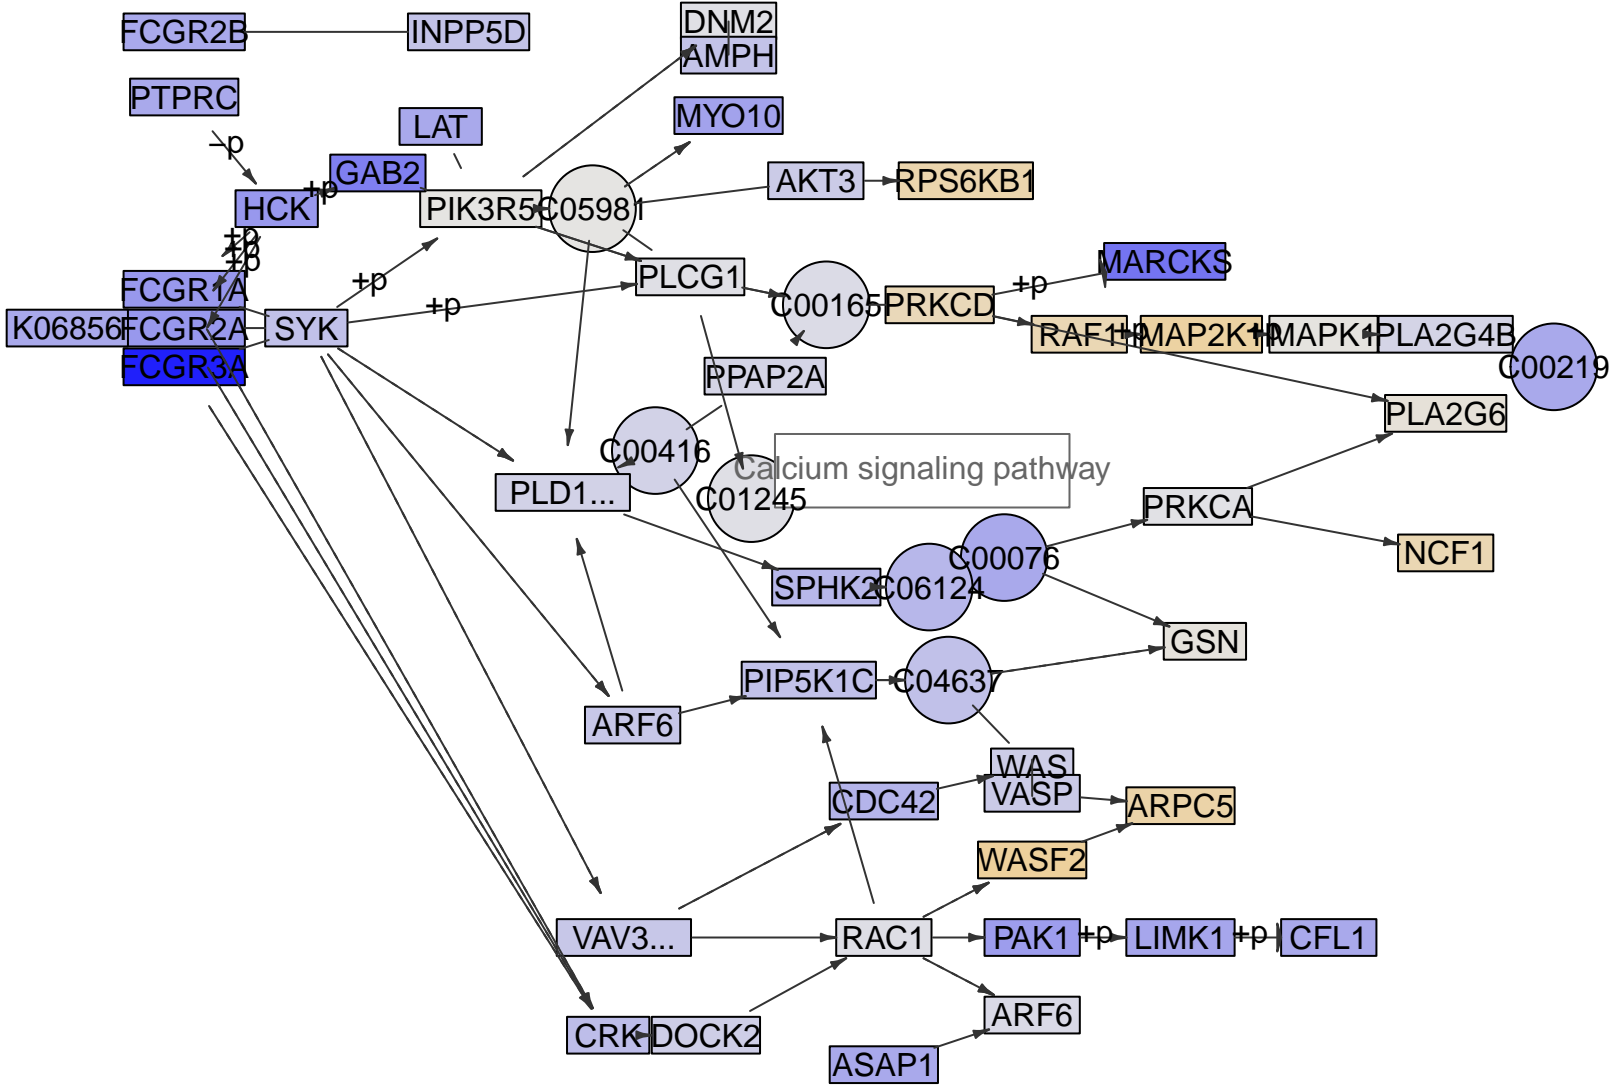 FCGR2B
INPP5D
DNM2
AMPH
PTPRC
MYO10
LAT
−p
GAB2
AKT3
RPS6KB1
+p
HCK
PIK3R5
C05981
+p
+p
+p
MARCKS
FCGR1A
+p
PLCG1
+p
C00165
PRKCD
+p
K06856
FCGR2A
SYK
RAF1
+p
MAP2K1
+p
MAPK1
PLA2G4B
FCGR3A
PPAP2A
C00219
PLA2G6
C00416
Calcium signaling pathway
PLD1...
C01245
PRKCA
NCF1
C00076
SPHK2
C06124
GSN
PIP5K1C
C04637
ARF6
WAS
VASP
CDC42
ARPC5
WASF2
VAV3...
RAC1
PAK1
+p
LIMK1
+p
CFL1
ARF6
CRK
DOCK2
ASAP1